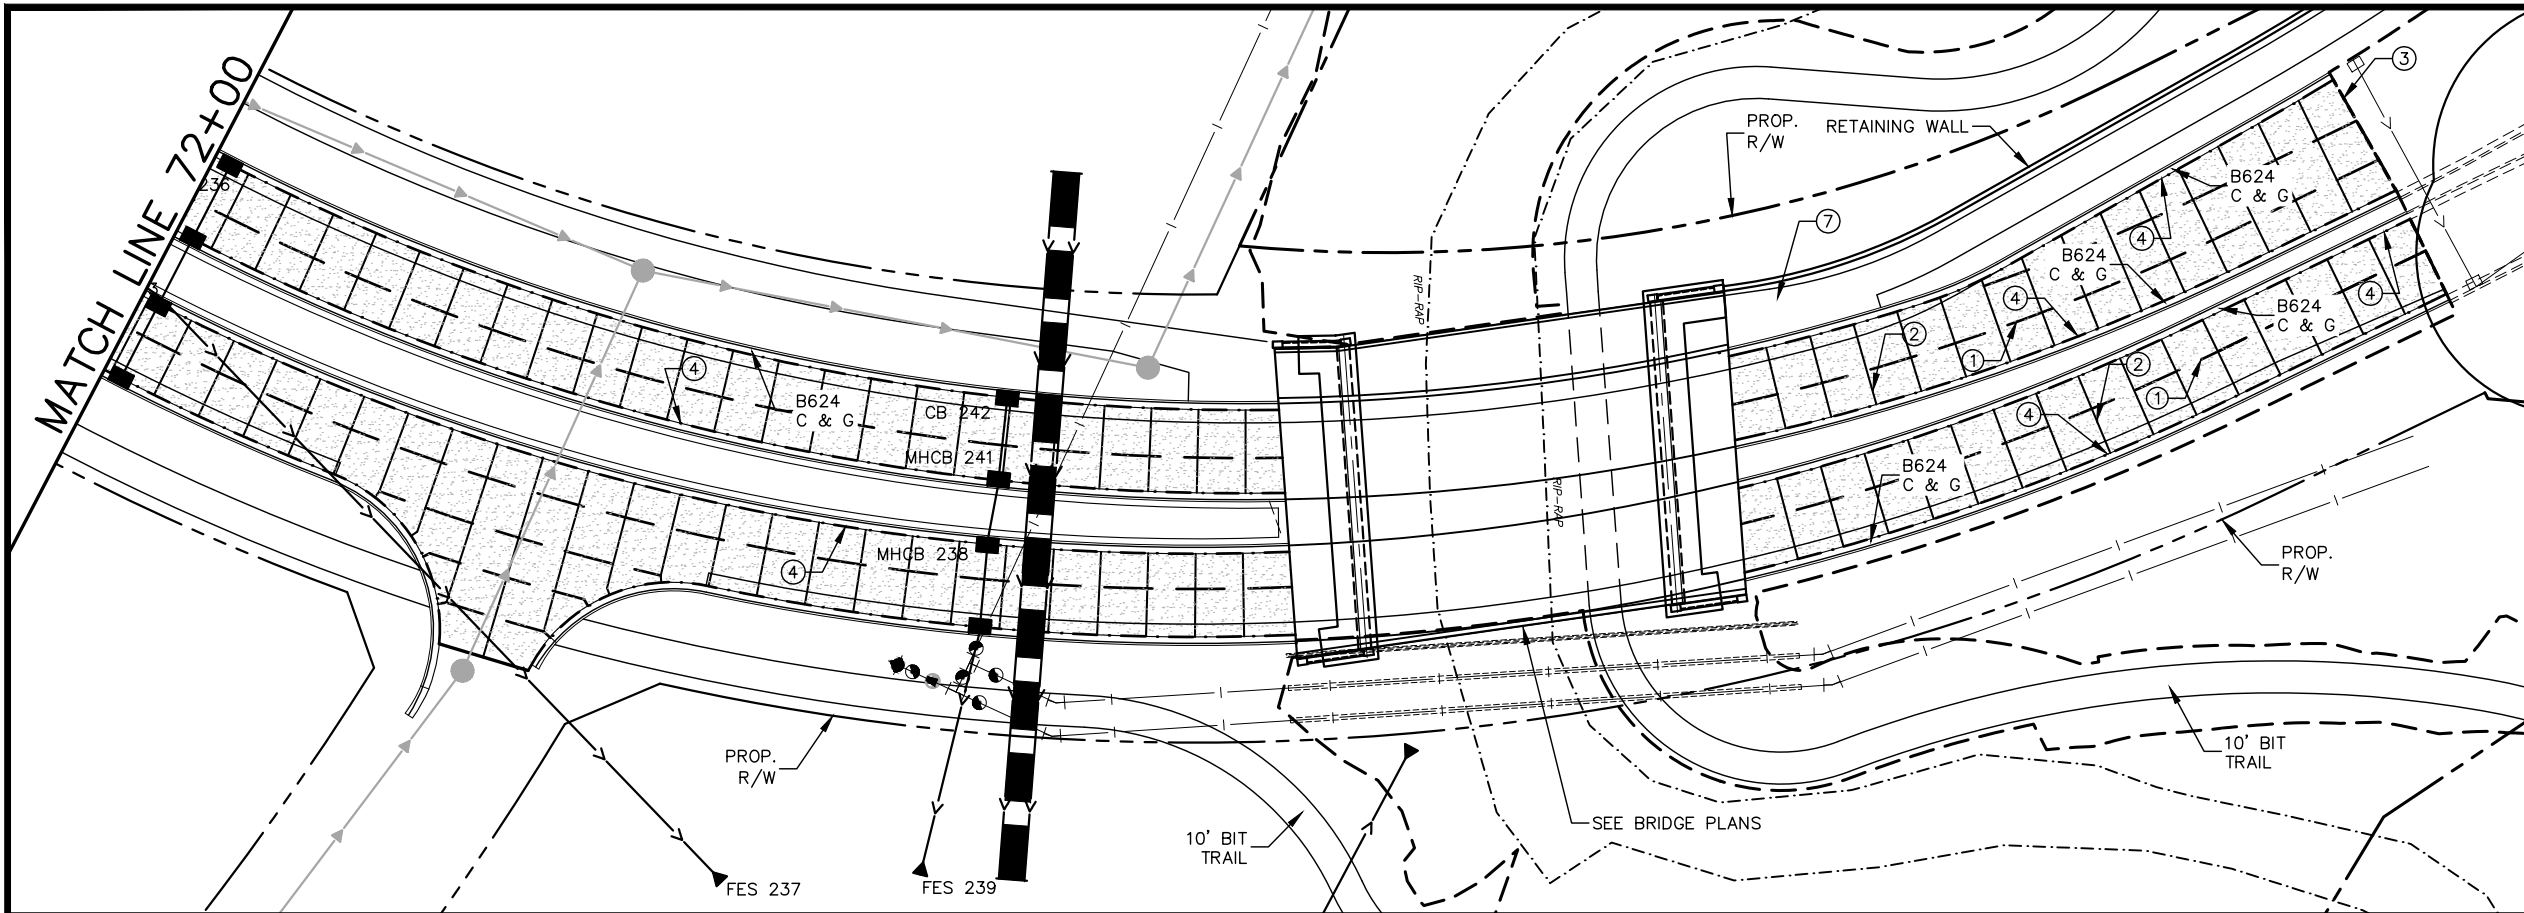 MATCH LINE 72+00
236
3
4
B624
C & G
CB 242
MHCB 241
MHCB 238
4
PROP.
R/W
FES 237
FES 239
10' BIT
TRAIL
RIP-RAP
RIP-RAP
SEE BRIDGE PLANS
PROP.
R/W
RETAINING WALL
7
3
B624
C & G
4
B624
C & G
4
1
2
B624
C & G
4
2
1
4
B624
C & G
PROP.
R/W
10' BIT
TRAIL